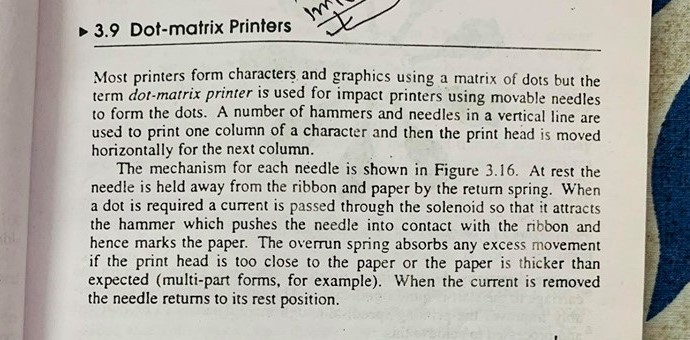 ▸ 3.9 Dot-matrix Printers
Most printers form characters and graphics using a matrix of dots but the
term dot-matrix printer is used for impact printers using movable needles
to form the dots. A number of hammers and needles in a vertical line are
used to print one column of a character and then the print head is moved
horizontally for the next column.
The mechanism for each needle is shown in Figure 3.16. At rest the
needle is held away from the ribbon and paper by the return spring. When
a dot is required a current is passed through the solenoid so that it attracts
the hammer which pushes the needle into contact with the ribbon and
hence marks the paper. The overrun spring absorbs any excess movement
if the print head is too close to the paper or the paper is thicker than
expected (multi-part forms, for example). When the current is removed
the needle returns to its rest position.